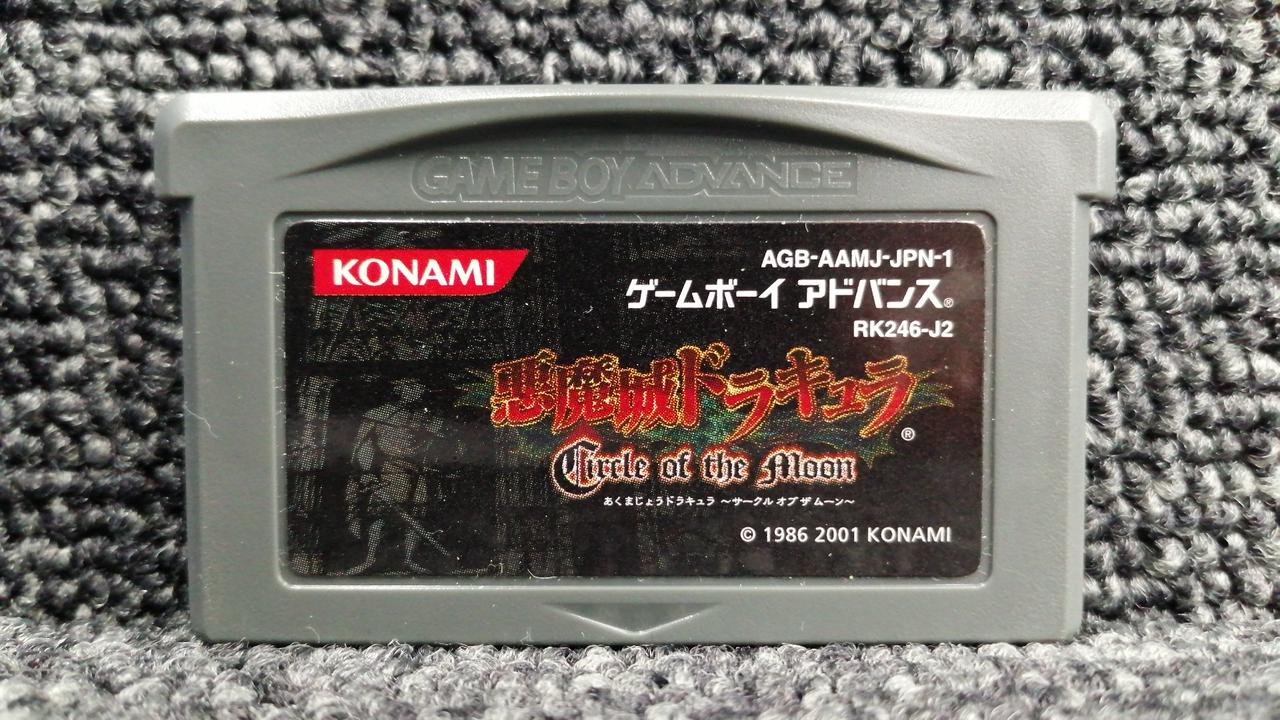 GAME BOY ADVANCE
KONAMI
AGB-AAMJ-JPN-1
ゲームボーイ アドバンス®
RK246-J2
悪魔城ドラキュラ®
Circle of the Moon
あくまじょうドラキュラ ～サークル オブ ザ ムーン～
© 1986 2001 KONAMI